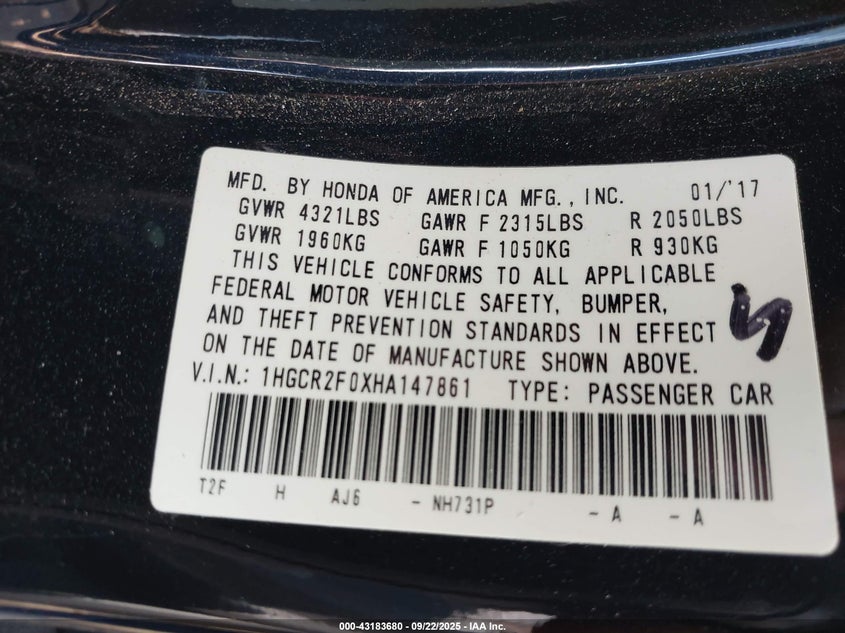 MFD. BY HONDA OF AMERICA MFG., INC. 01/'17
GVWR 4321LBS GAWR F 2315LBS R 2050LBS
GVWR 1960KG GAWR F 1050KG R 930KG
THIS VEHICLE CONFORMS TO ALL APPLICABLE
FEDERAL MOTOR VEHICLE SAFETY, BUMPER,
AND THEFT PREVENTION STANDARDS IN EFFECT
ON THE DATE OF MANUFACTURE SHOWN ABOVE.
V.I.N.: 1HGCR2F0XHA147861 TYPE: PASSENGER CAR
T2F H AJ6 - NH731P - A - A
000-43183680 - 09/22/2025 - IAA Inc.